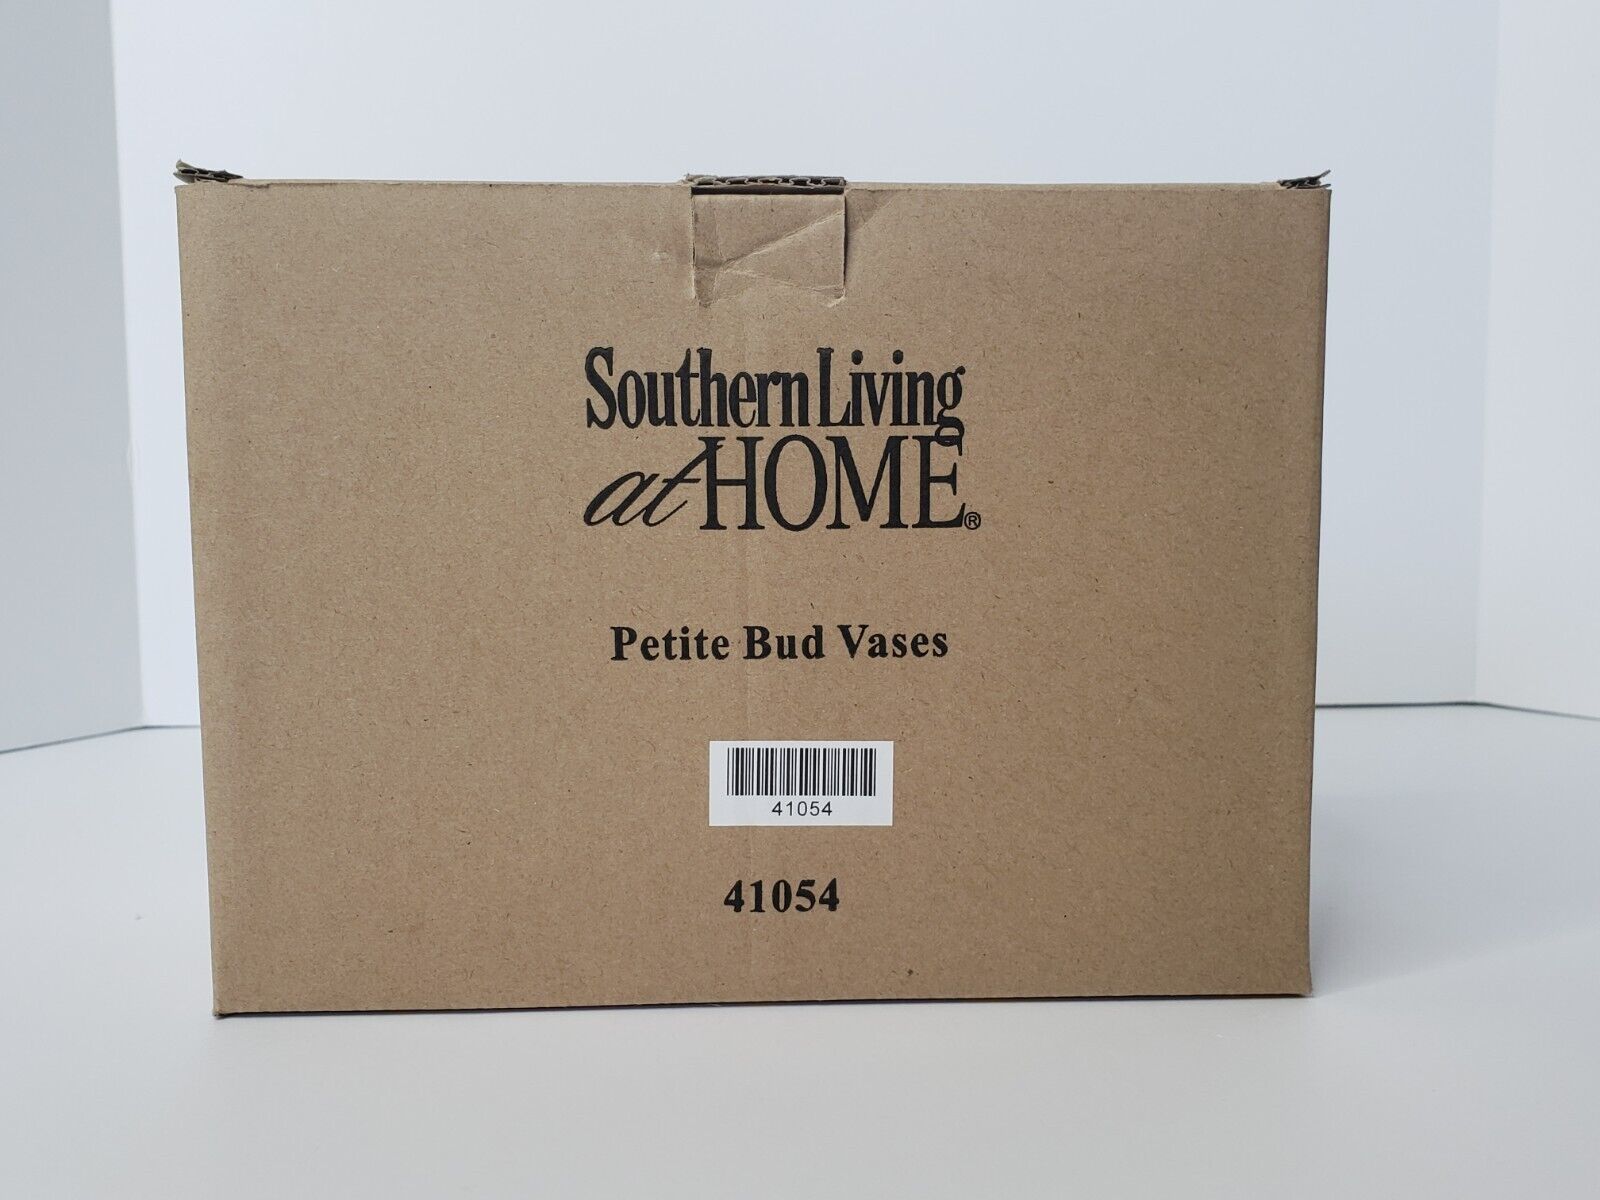 Southern Living
at HOME®
Petite Bud Vases
41054
41054